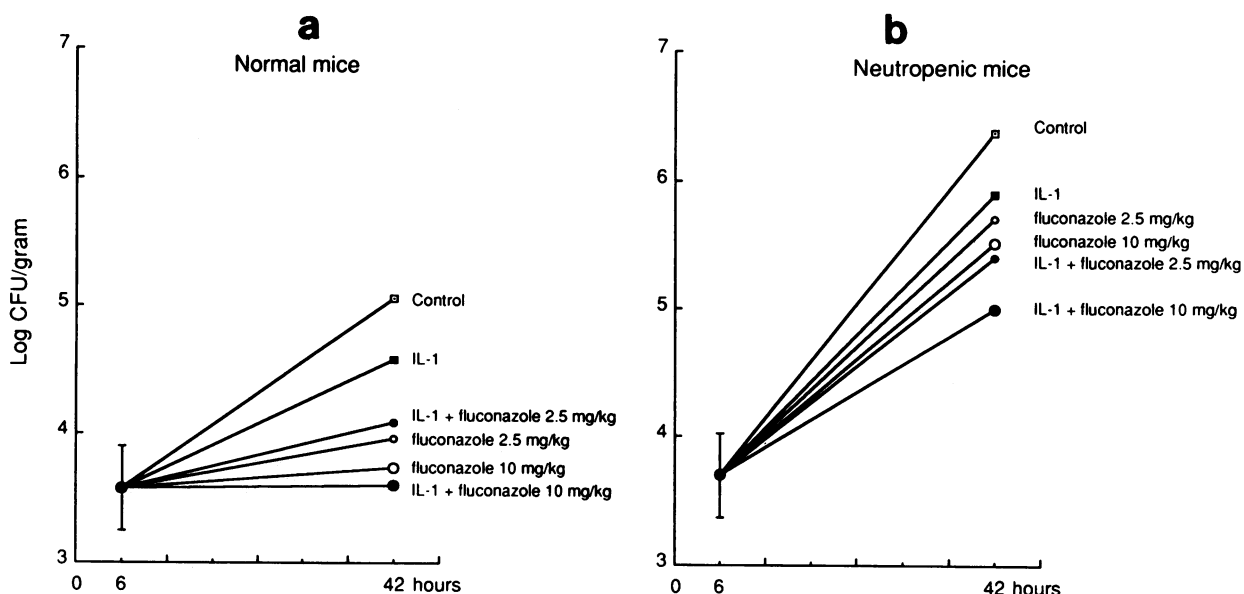 a
Normal mice
Log CFU/gram
7
6
5
4
3
Control
IL-1
IL-1 + fluconazole 2.5 mg/kg
fluconazole 2.5 mg/kg
fluconazole 10 mg/kg
IL-1 + fluconazole 10 mg/kg
0 6 42 hours
b
Neutropenic mice
7
6
5
4
3
Control
IL-1
fluconazole 2.5 mg/kg
fluconazole 10 mg/kg
IL-1 + fluconazole 2.5 mg/kg
IL-1 + fluconazole 10 mg/kg
0 6 42 hours